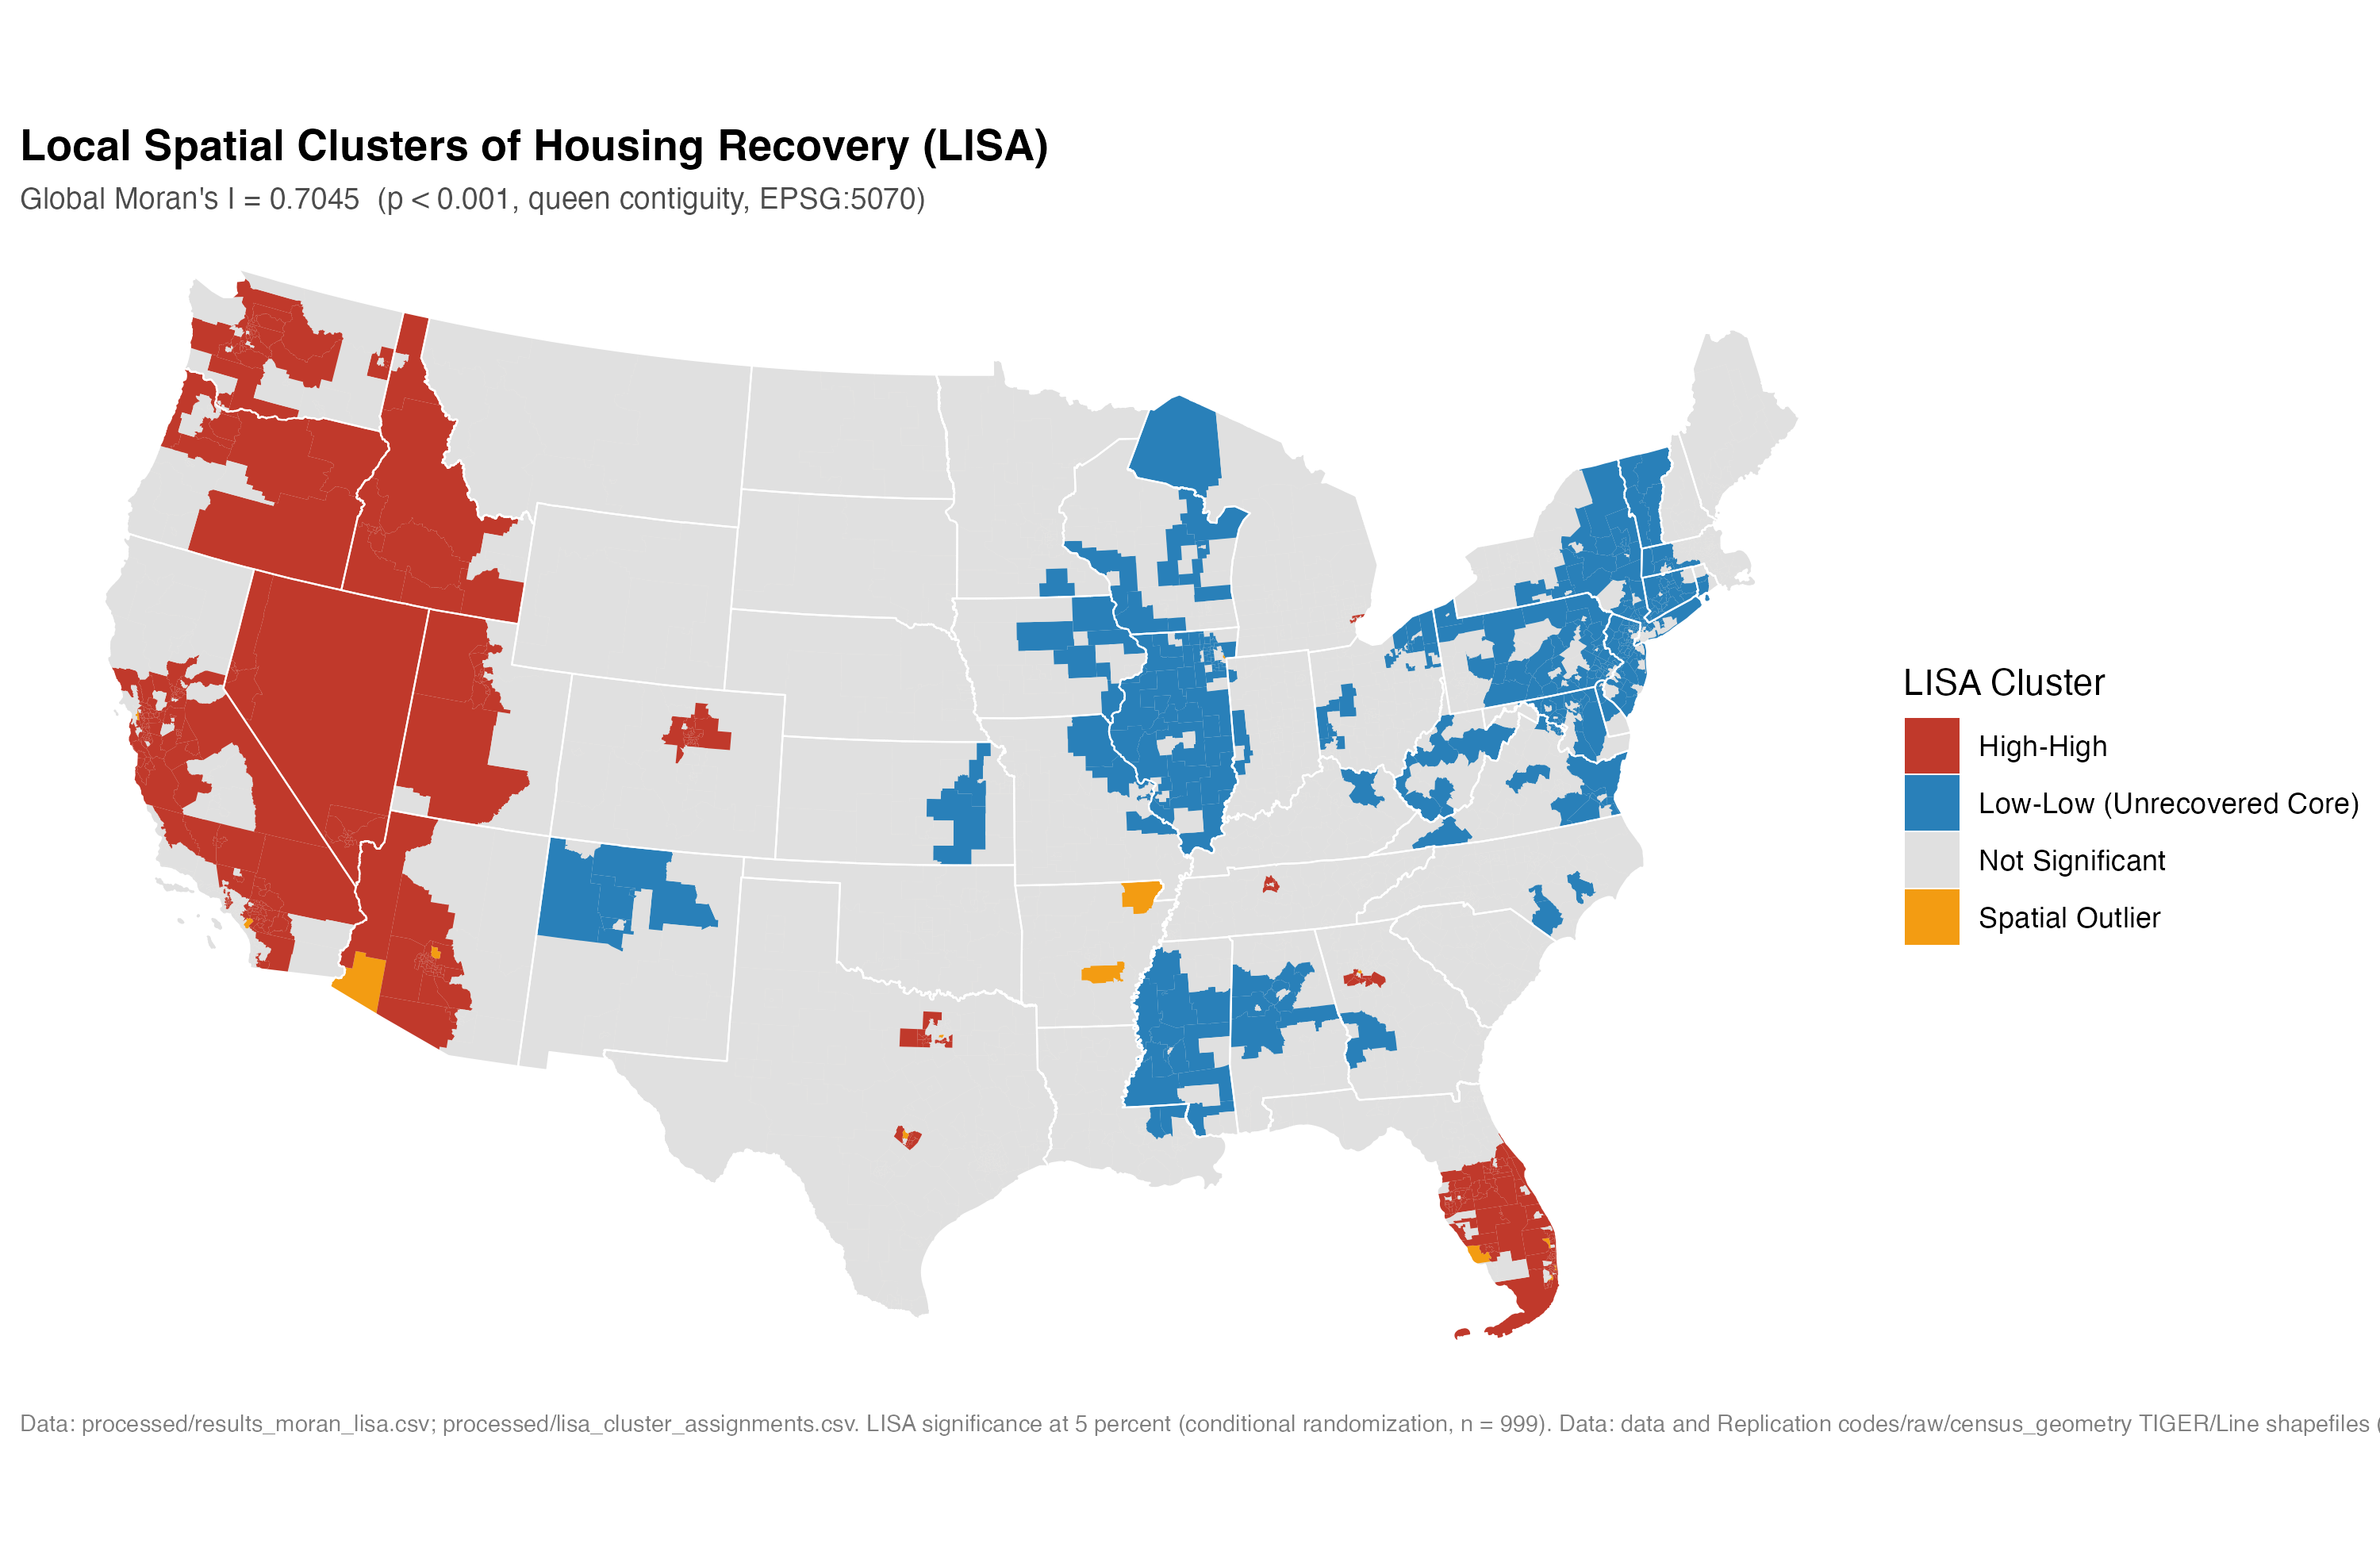 Local Spatial Clusters of Housing Recovery (LISA)
Global Moran's I = 0.7045 (p < 0.001, queen contiguity, EPSG:5070)
LISA Cluster
High-High
Low-Low (Unrecovered Core)
Not Significant
Spatial Outlier
Data: processed/results_moran_lisa.csv; processed/lisa_cluster_assignments.csv. LISA significance at 5 percent (conditional randomization, n = 999). Data: data and Replication codes/raw/census_geometry TIGER/Line shapefiles (